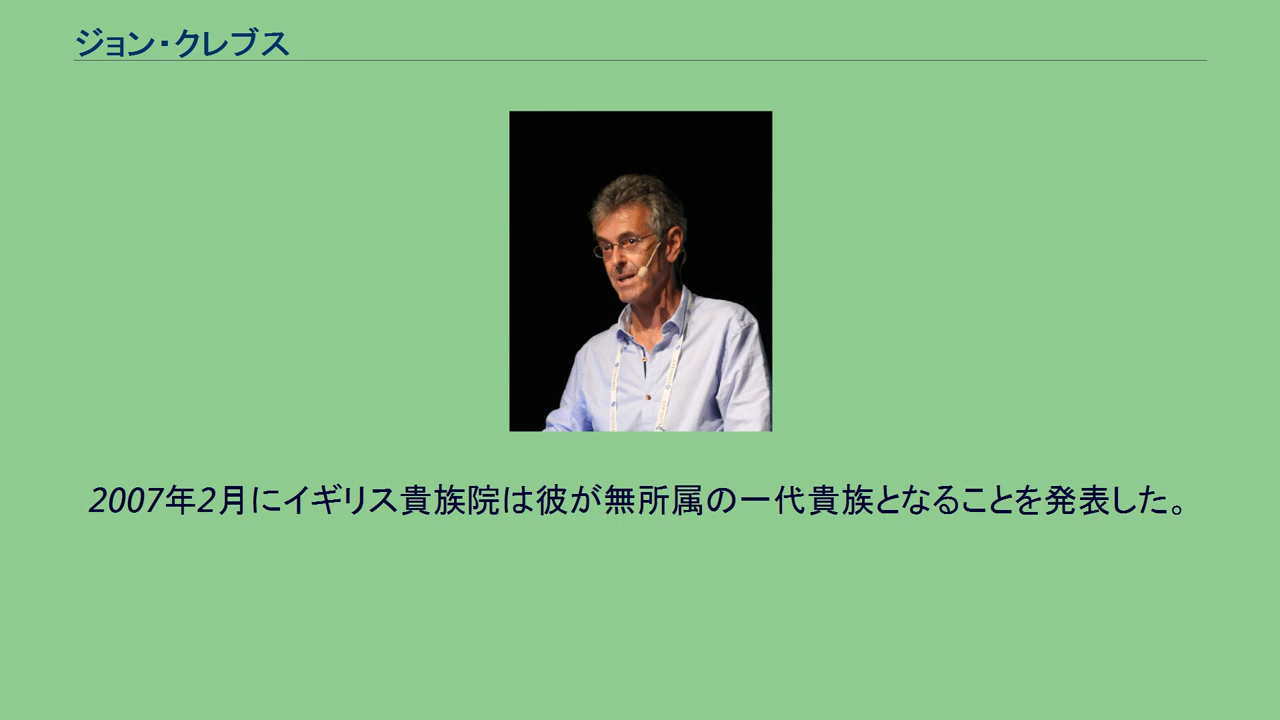 ジョン・クレブス
2007年2月にイギリス貴族院は彼が無所属の一代貴族となることを発表した。